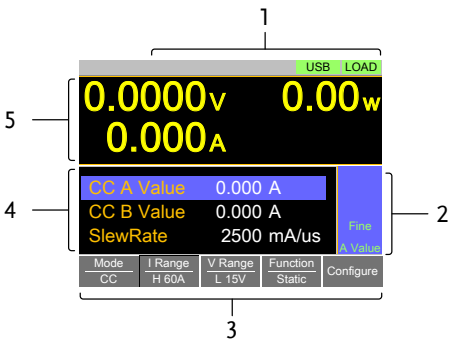 1
USB LOAD
0.0000V 0.00W
0.000A
5
CC A Value 0.000 A
CC B Value 0.000 A
SlewRate 2500 mA/us
4
Fine
A Value
2
Mode I Range V Range Function Configure
CC H 60A L 15V Static
3